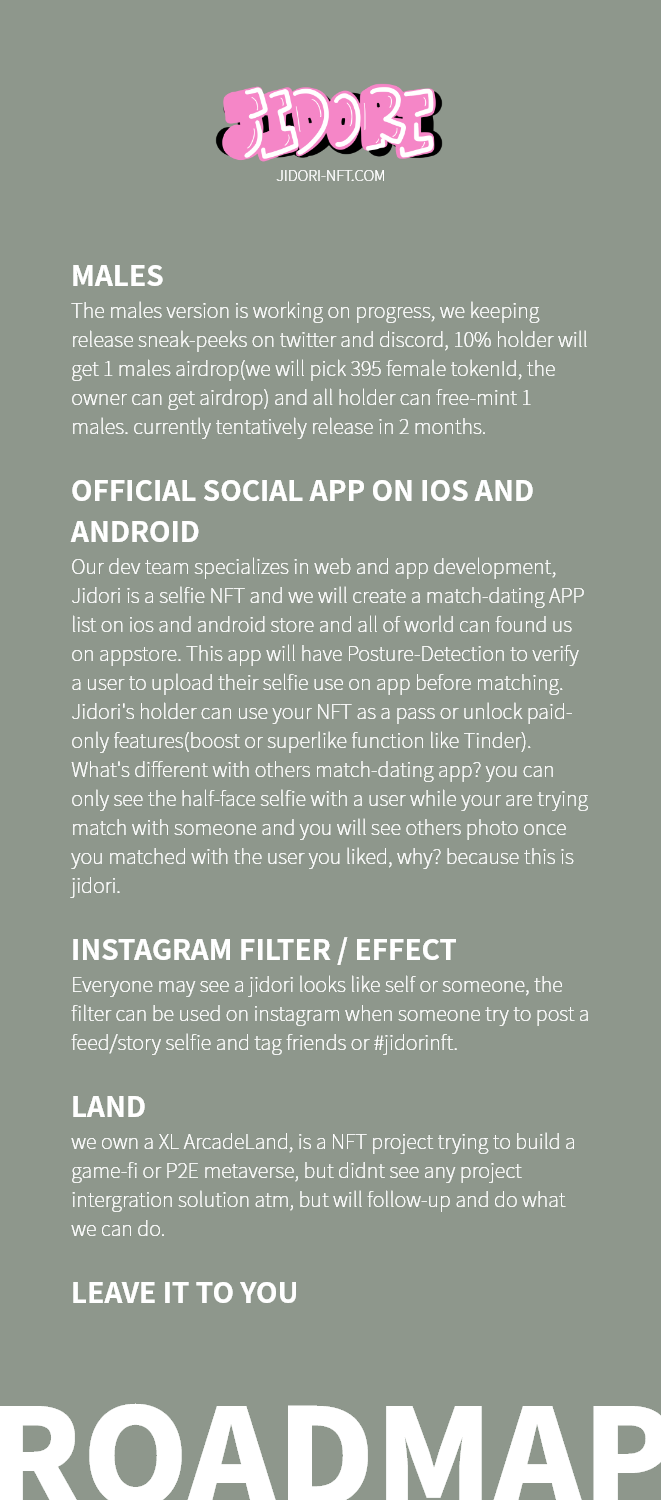 JIDORI
JIDORI-NFT.COM
MALES
The males version is working on progress, we keeping
release sneak-peeks on twitter and discord, 10% holder will
get 1 males airdrop(we will pick 395 female tokenId, the
owner can get airdrop) and all holder can free-mint 1
males. currently tentatively release in 2 months.
OFFICIAL SOCIAL APP ON IOS AND
ANDROID
Our dev team specializes in web and app development,
Jidori is a selfie NFT and we will create a match-dating APP
list on ios and android store and all of world can found us
on appstore. This app will have Posture-Detection to verify
a user to upload their selfie use on app before matching.
Jidori's holder can use your NFT as a pass or unlock paid-
only features(boost or superlike function like Tinder).
What's different with others match-dating app? you can
only see the half-face selfie with a user while your are trying
match with someone and you will see others photo once
you matched with the user you liked, why? because this is
jidori.
INSTAGRAM FILTER / EFFECT
Everyone may see a jidori looks like self or someone, the
filter can be used on instagram when someone try to post a
feed/story selfie and tag friends or #jidorinft.
LAND
we own a XL ArcadeLand, is a NFT project trying to build a
game-fi or P2E metaverse, but didnt see any project
intergration solution atm, but will follow-up and do what
we can do.
LEAVE IT TO YOU
ROADMAP